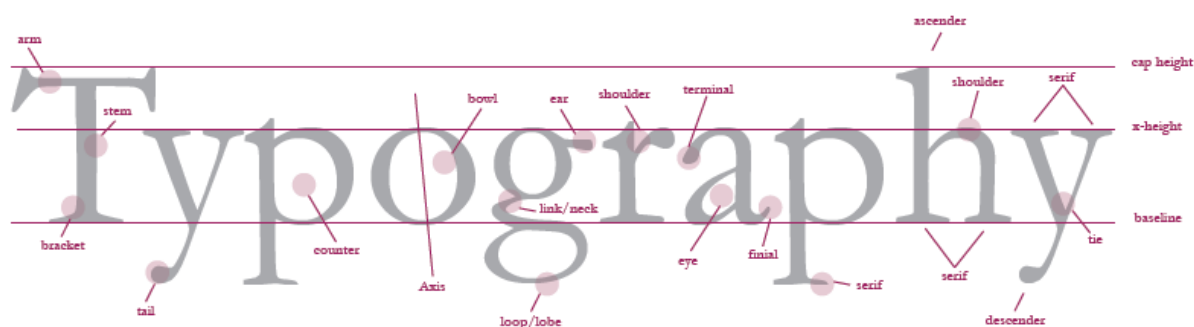 ascender
arm
cap height
stem
bowl
ear
shoulder
terminal
shoulder
serif
x-height
Typography
link/neck
baseline
bracket
counter
eye
finial
serif
tie
tail
Axis
serif
loop/lobe
descender